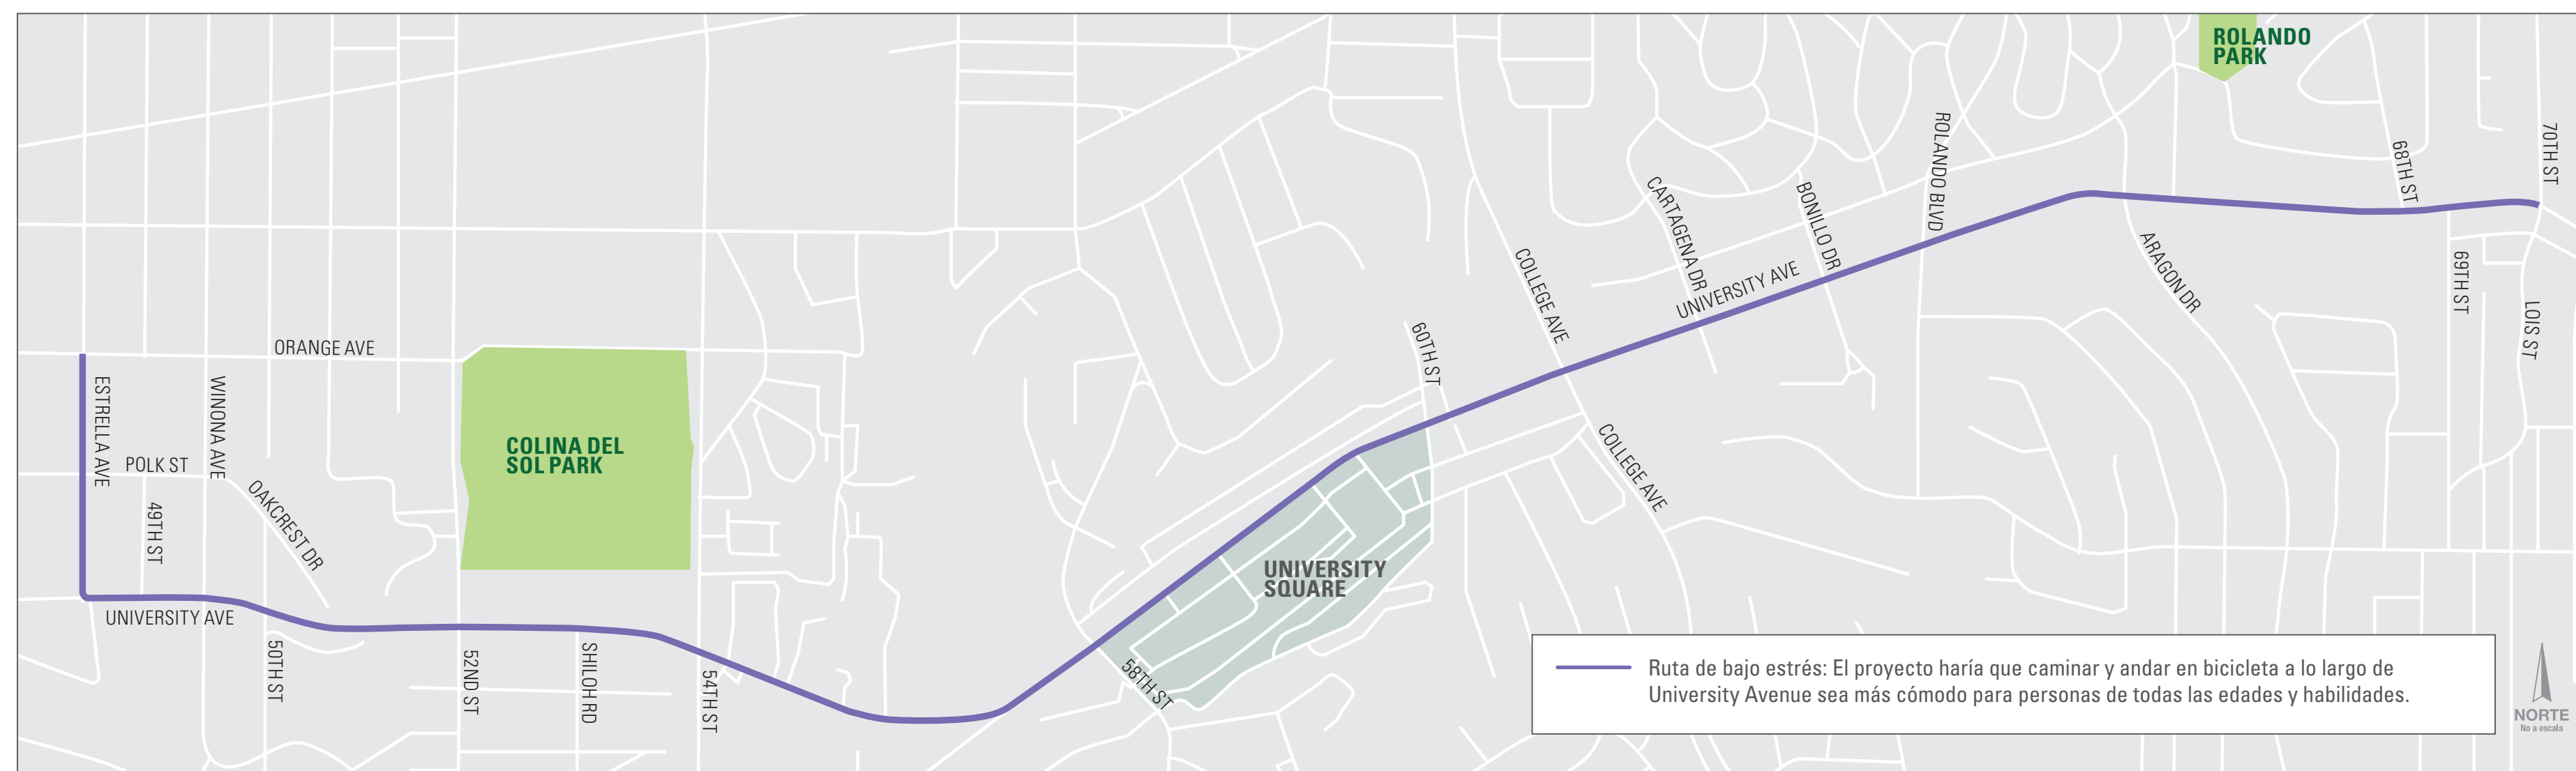 ROLANDO
PARK
ROLANDO BLVD
70TH ST
68TH ST
CARTAGENA DR
BONILLO DR
ARAGON DR
COLLEGE AVE
UNIVERSITY AVE
69TH ST
LOIS ST
60TH ST
ORANGE AVE
ESTRELLA AVE
WINONA AVE
POLK ST
COLINA DEL
SOL PARK
COLLEGE AVE
OAKCREST DR
49TH ST
UNIVERSITY
SQUARE
UNIVERSITY AVE
50TH ST
52ND ST
SHILOH RD
54TH ST
58TH ST
Ruta de bajo estrés: El proyecto haría que caminar y andar en bicicleta a lo largo de
University Avenue sea más cómodo para personas de todas las edades y habilidades.
NORTE
No a escala